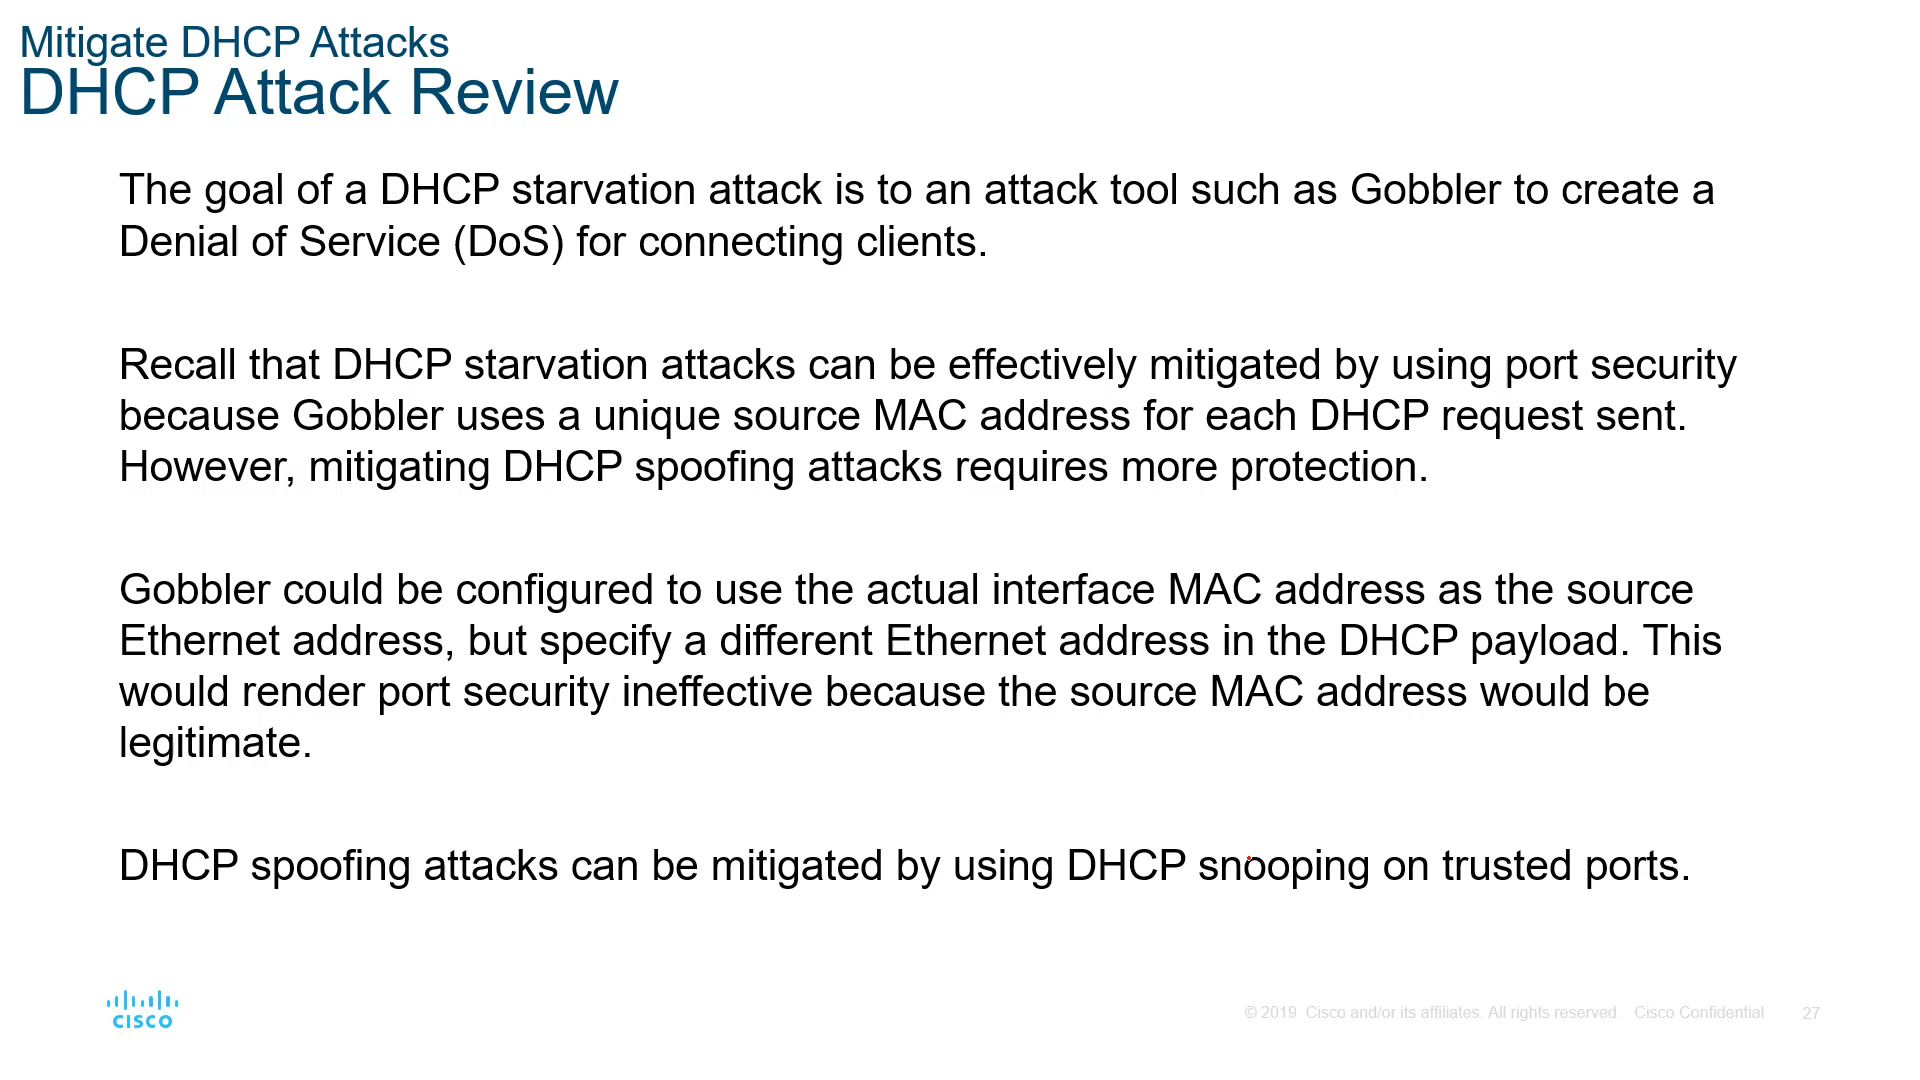 Mitigate DHCP Attacks
DHCP Attack Review
The goal of a DHCP starvation attack is to an attack tool such as Gobbler to create a
Denial of Service (DoS) for connecting clients.
Recall that DHCP starvation attacks can be effectively mitigated by using port security
because Gobbler uses a unique source MAC address for each DHCP request sent.
However, mitigating DHCP spoofing attacks requires more protection.
Gobbler could be configured to use the actual interface MAC address as the source
Ethernet address, but specify a different Ethernet address in the DHCP payload. This
would render port security ineffective because the source MAC address would be
legitimate.
DHCP spoofing attacks can be mitigated by using DHCP snooping on trusted ports.
CISCO
© 2019 Cisco and/or its affiliates. All rights reserved. Cisco Confidential 27